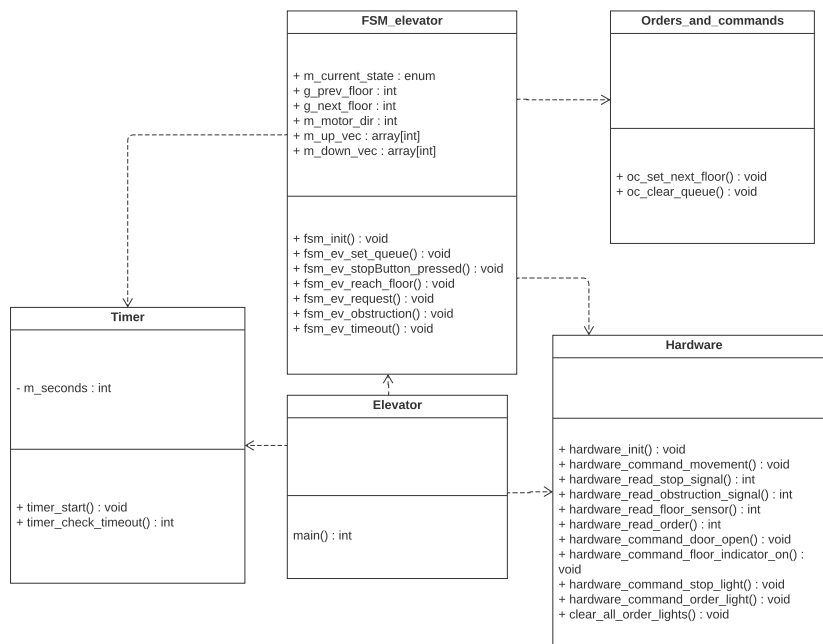 FSM_elevator
+ m_current_state : enum
+ g_prev_floor : int
+ g_next_floor : int
+ m_motor_dir : int
+ m_up_vec : array[int]
+ m_down_vec : array[int]
+ fsm_init() : void
+ fsm_ev_set_queue() : void
+ fsm_ev_stopButton_pressed() : void
+ fsm_ev_reach_floor() : void
+ fsm_ev_request() : void
+ fsm_ev_obstruction() : void
+ fsm_ev_timeout() : void
Orders_and_commands
+ oc_set_next_floor() : void
+ oc_clear_queue() : void
Timer
- m_seconds : int
+ timer_start() : void
+ timer_check_timeout() : int
Elevator
main() : int
Hardware
+ hardware_init() : void
+ hardware_command_movement() : void
+ hardware_read_stop_signal() : int
+ hardware_read_obstruction_signal() : int
+ hardware_read_floor_sensor() : int
+ hardware_read_order() : int
+ hardware_command_door_open() : void
+ hardware_command_floor_indicator_on() :
void
+ hardware_command_stop_light() : void
+ hardware_command_order_light() : void
+ clear_all_order_lights() : void